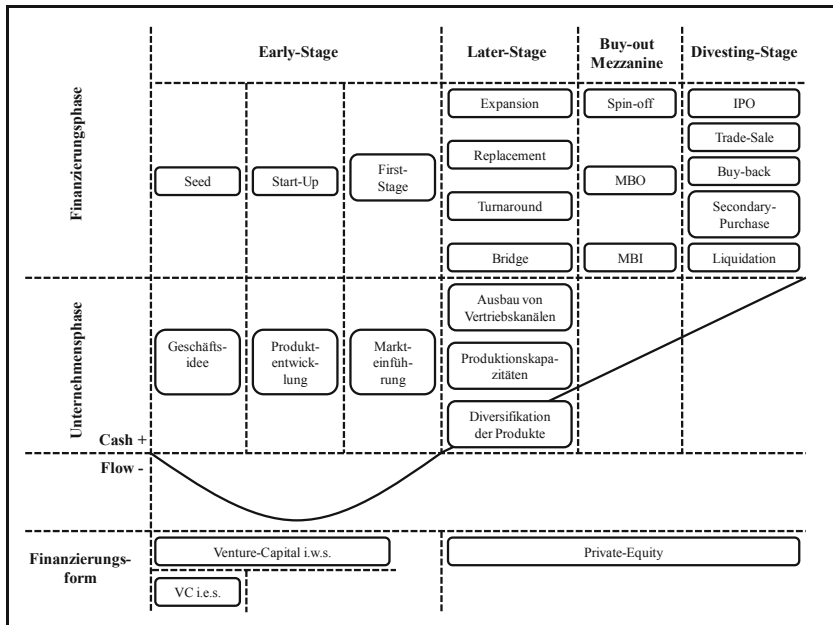 Early-Stage
Later-Stage
Buy-out
Mezzanine
Divesting-Stage
Finanzierungsphase
Seed
Start-Up
First-
Stage
Expansion
Replacement
Turnaround
Bridge
Spin-off
MBO
MBI
IPO
Trade-Sale
Buy-back
Secondary-
Purchase
Liquidation
Unternehmensphase
Geschäfts-
idee
Produkt-
entwick-
lung
Markt-
einfüh-
rung
Ausbau von
Vertriebskanälen
Produktionskapa-
zitäten
Diversifikation
der Produkte
Cash +
Flow -
Finanzierungs-
form
Venture-Capital i.w.s.
Private-Equity
VC i.e.s.